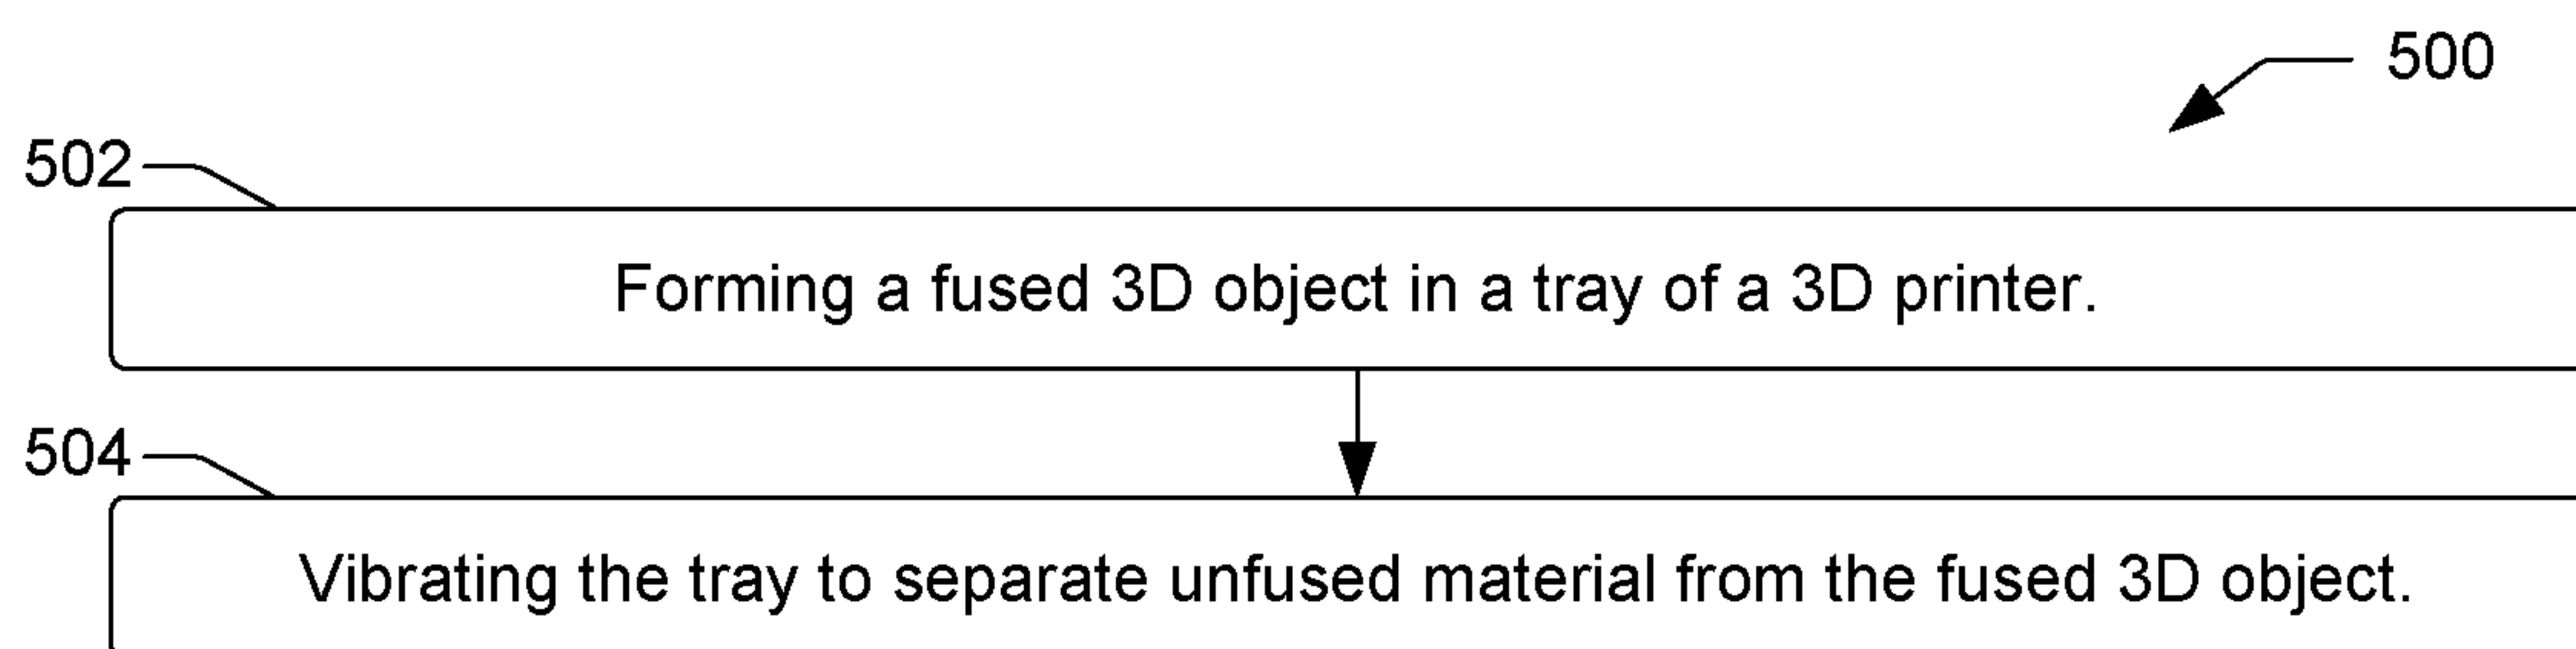 500
502
Forming a fused 3D object in a tray of a 3D printer.
504
Vibrating the tray to separate unfused material from the fused 3D object.